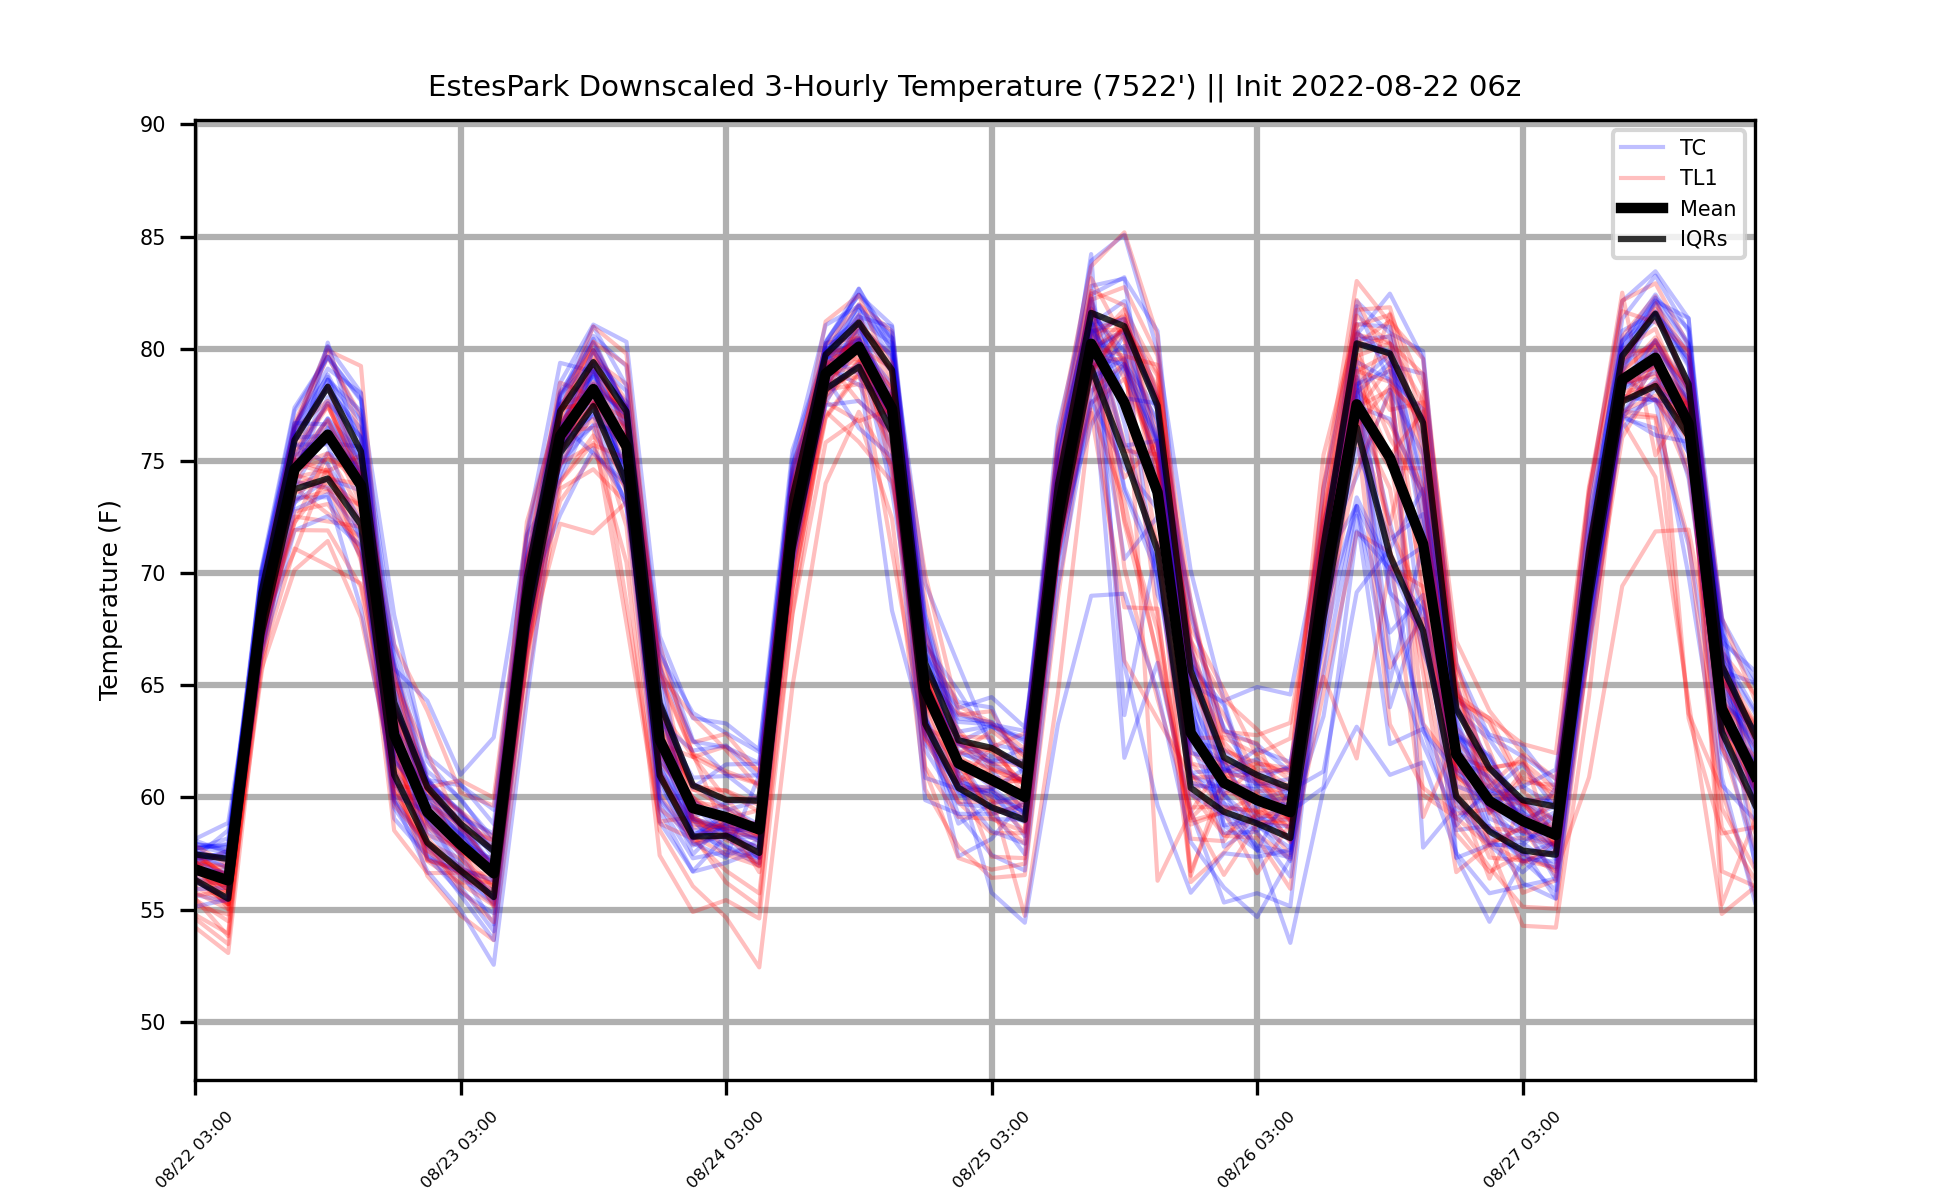 EstesPark Downscaled 3-Hourly Temperature (7522') || Init 2022-08-22 06z
Temperature (F)
90
85
80
75
70
65
60
55
50
TC
TL1
Mean
IQRs
08/22 03:00
08/23 03:00
08/24 03:00
08/25 03:00
08/26 03:00
08/27 03:00